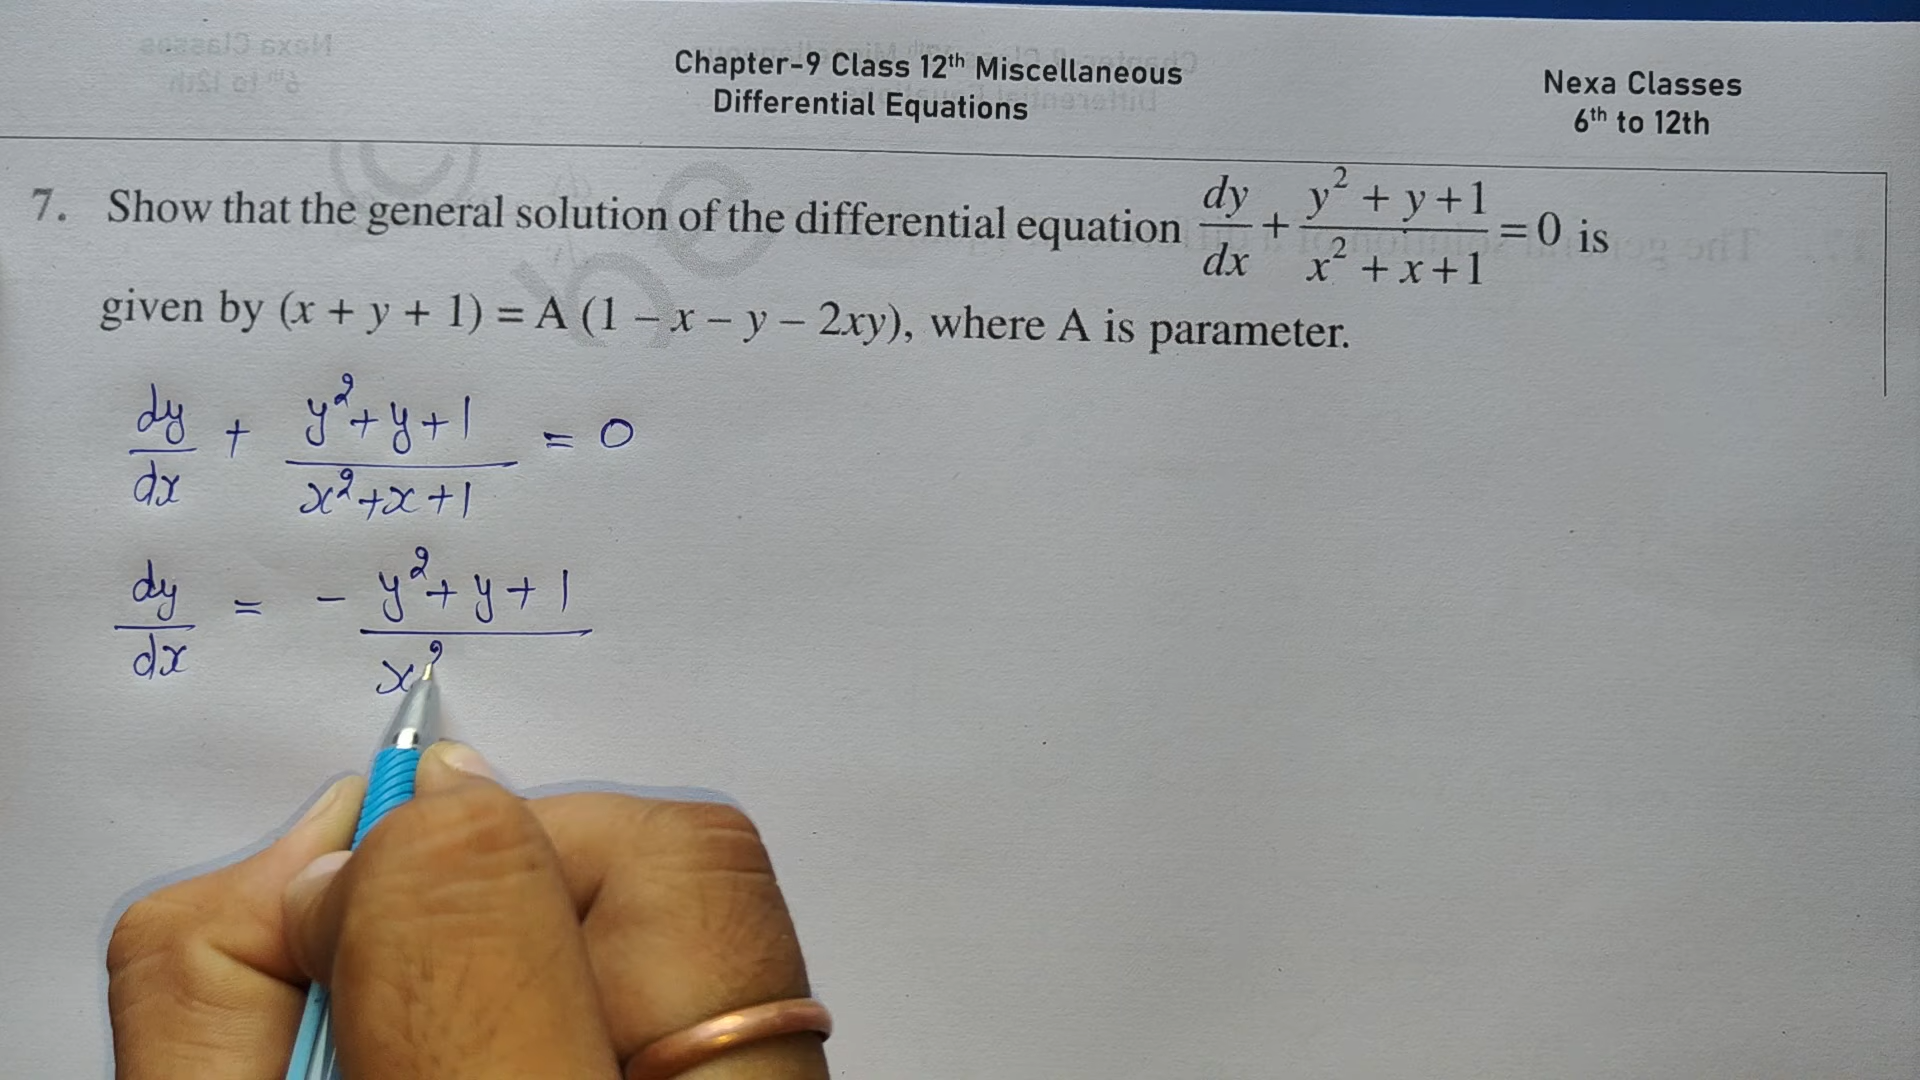 Chapter-9 Class 12th Miscellaneous
Differential Equations
Nexa Classes
6th to 12th
7. Show that the general solution of the differential equation dy/dx + (y² + y + 1)/(x² + x + 1) = 0 is
given by (x + y + 1) = A (1 – x – y – 2xy), where A is parameter.
dy/dx + (y² + y + 1)/(x² + x + 1) = 0
dy/dx = - (y² + y + 1)/x²